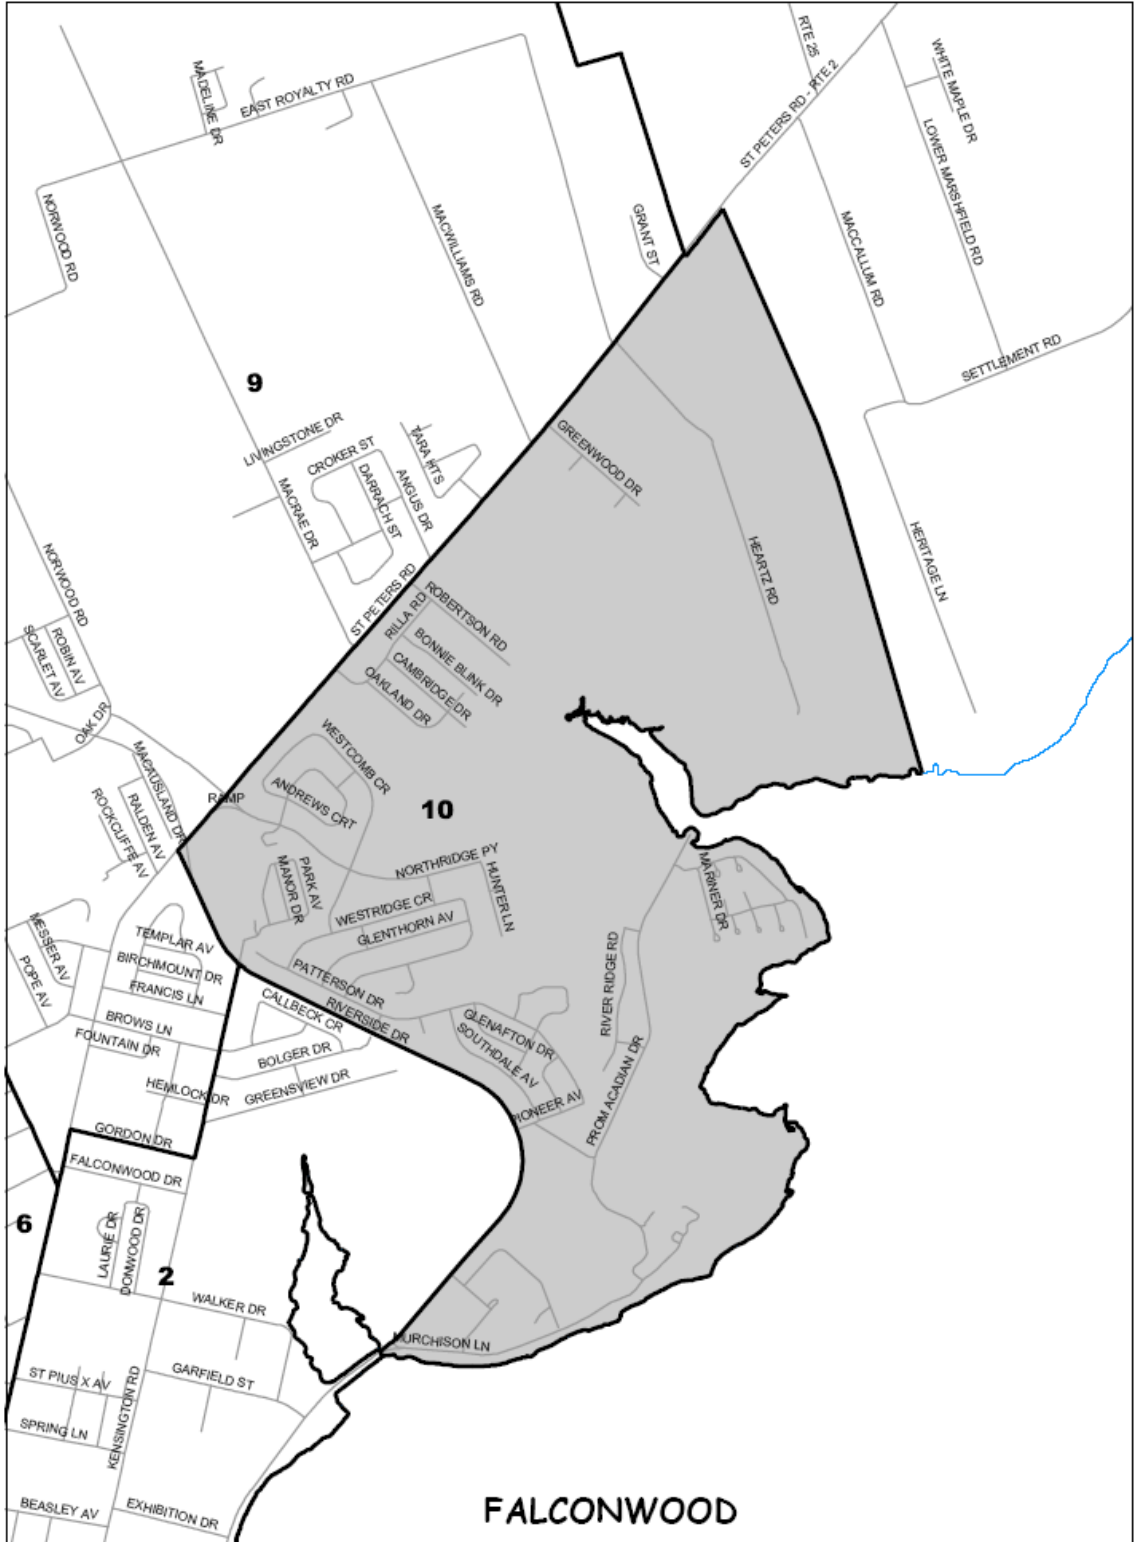 RTE 25
ST PETERS RD - RTE 2
WHITE MAPLE DR
MADELINE DR
EAST ROYALTY RD
LOWER MARSHFIELD RD
NORWOOD RD
MACWILLIAMS RD
GRANT ST
MACCALLUM RD
SETTLEMENT RD
9
LIVINGSTONE DR
CROKER ST
TARA HTS
GREENWOOD DR
DARRACH ST
ANGUS DR
MACRAE DR
HERITAGE LN
HEARTZ RD
NORWOOD RD
ST PETERS RD
ROBERTSON RD
RILLA RD
BONNIE BLINK DR
CAMBRIDGE DR
OAKLAND DR
SCARLET AV
ROBIN AV
OAK DR
WESTCOMB CR
MACAUSLAND DR
ANDREWS CRT
RAMP
10
ROCKCLIFFE AV
RALDEN AV
NORTHRIDGE PY
HUNTER LN
MARINER DR
MANOR DR
PARK AV
WESTRIDGE CR
GLENTHORN AV
MESSER AV
POPE AV
TEMPLAR AV
BIRCHMOUNT DR
FRANCIS LN
PATTERSON DR
RIVERSIDE DR
CALLBECK CR
RIVER RIDGE RD
BROWS LN
FOUNTAIN DR
GLENAFTON DR
SOUTHDALE AV
BOLGER DR
HEMLOCK DR
GREENSVIEW DR
PIONEER AV
PROM ACADIAN DR
GORDON DR
FALCONWOOD DR
6
LAURIE DR
DONWOOD DR
2
WALKER DR
MURCHISON LN
ST PIUS X AV
GARFIELD ST
KENSINGTON RD
SPRING LN
BEASLEY AV
EXHIBITION DR
FALCONWOOD